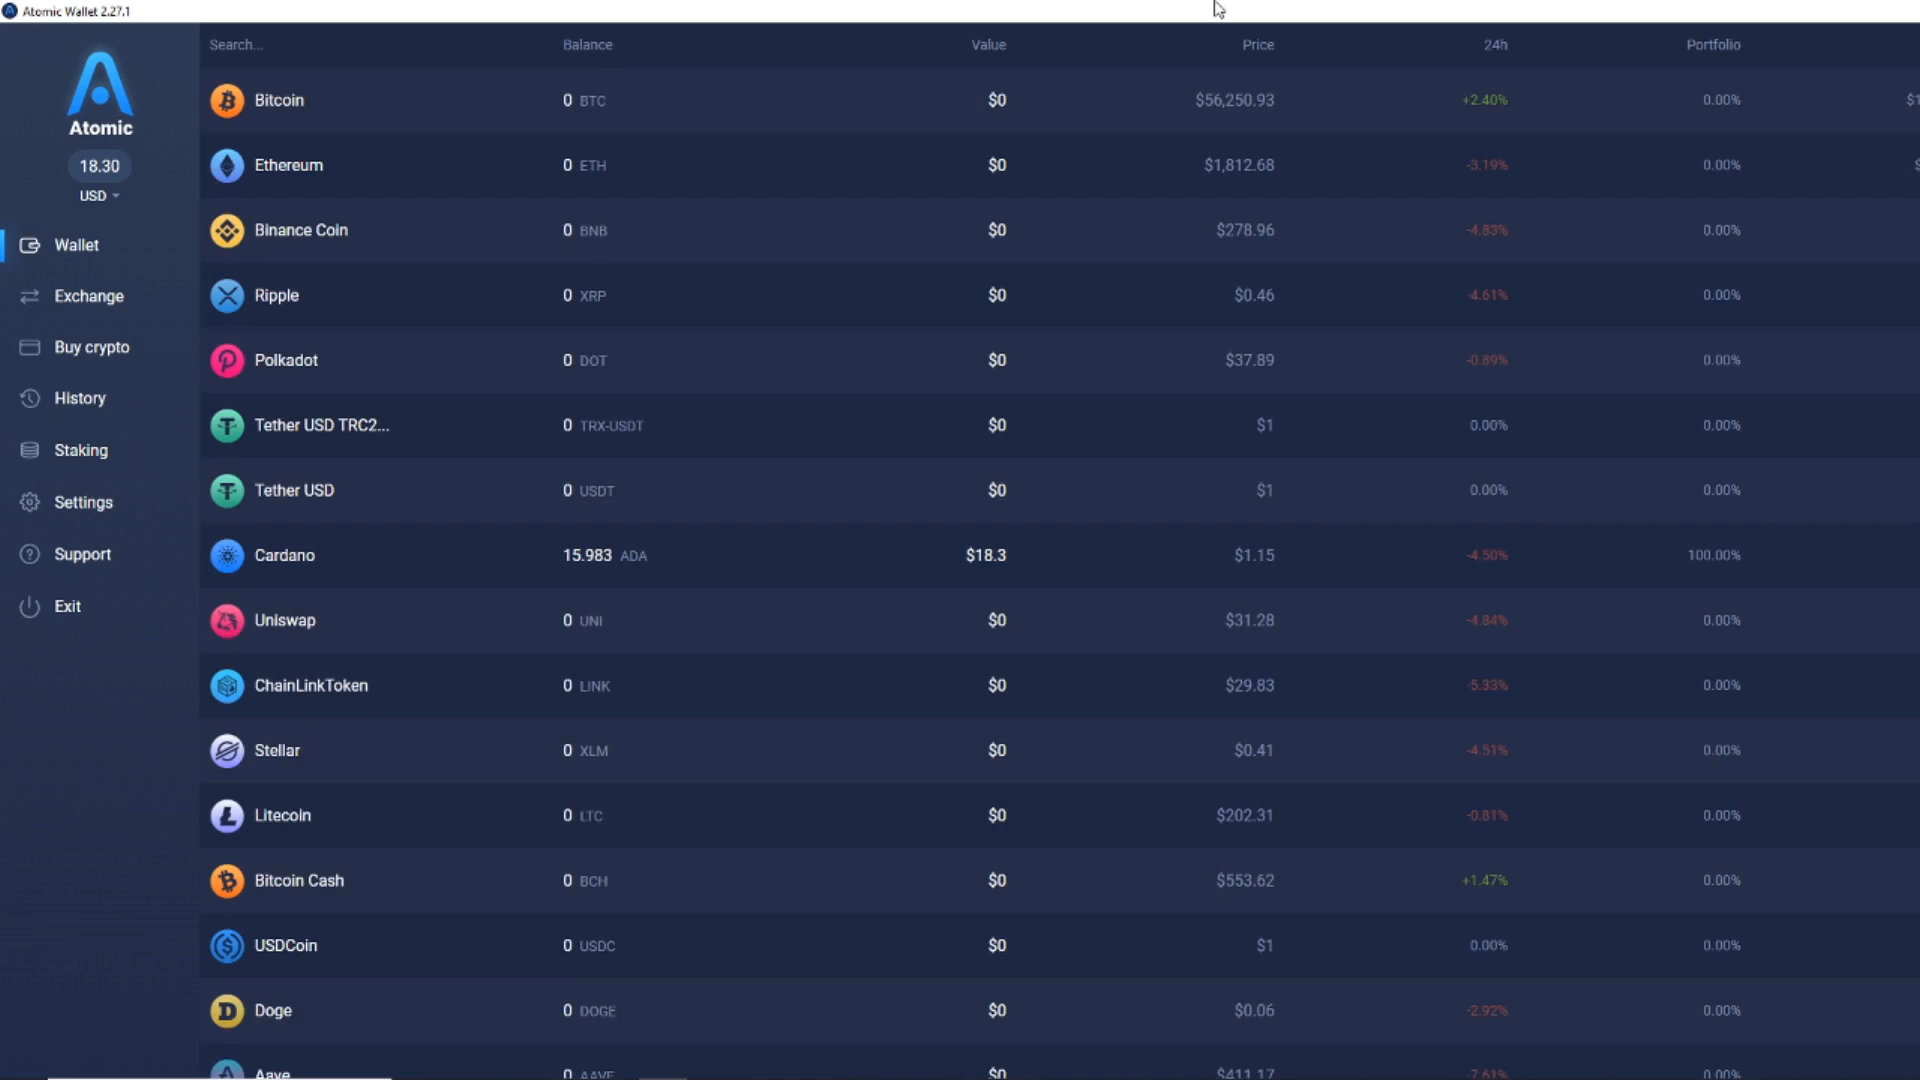 Atomic Wallet 2.27.1
Atomic
18.30
USD
Wallet
Exchange
Buy crypto
History
Staking
Settings
Support
Exit
Search... Balance Value Price 24h Portfolio
Bitcoin 0 BTC $0 $56,250.93 +2.40% 0.00% $1
Ethereum 0 ETH $0 $1,812.68 -3.19% 0.00% $
Binance Coin 0 BNB $0 $278.96 -4.83% 0.00%
Ripple 0 XRP $0 $0.46 -4.61% 0.00%
Polkadot 0 DOT $0 $37.89 -0.89% 0.00%
Tether USD TRC2... 0 TRX-USDT $0 $1 0.00% 0.00%
Tether USD 0 USDT $0 $1 0.00% 0.00%
Cardano 15.983 ADA $18.3 $1.15 -4.50% 100.00%
Uniswap 0 UNI $0 $31.28 -4.84% 0.00%
ChainLinkToken 0 LINK $0 $29.83 -5.33% 0.00%
Stellar 0 XLM $0 $0.41 -4.51% 0.00%
Litecoin 0 LTC $0 $202.31 -0.81% 0.00%
Bitcoin Cash 0 BCH $0 $553.62 +1.47% 0.00%
USDCoin 0 USDC $0 $1 0.00% 0.00%
Doge 0 DOGE $0 $0.06 -2.92% 0.00%
Aave 0 AAVE $0 $411.17 -7.61% 0.00%